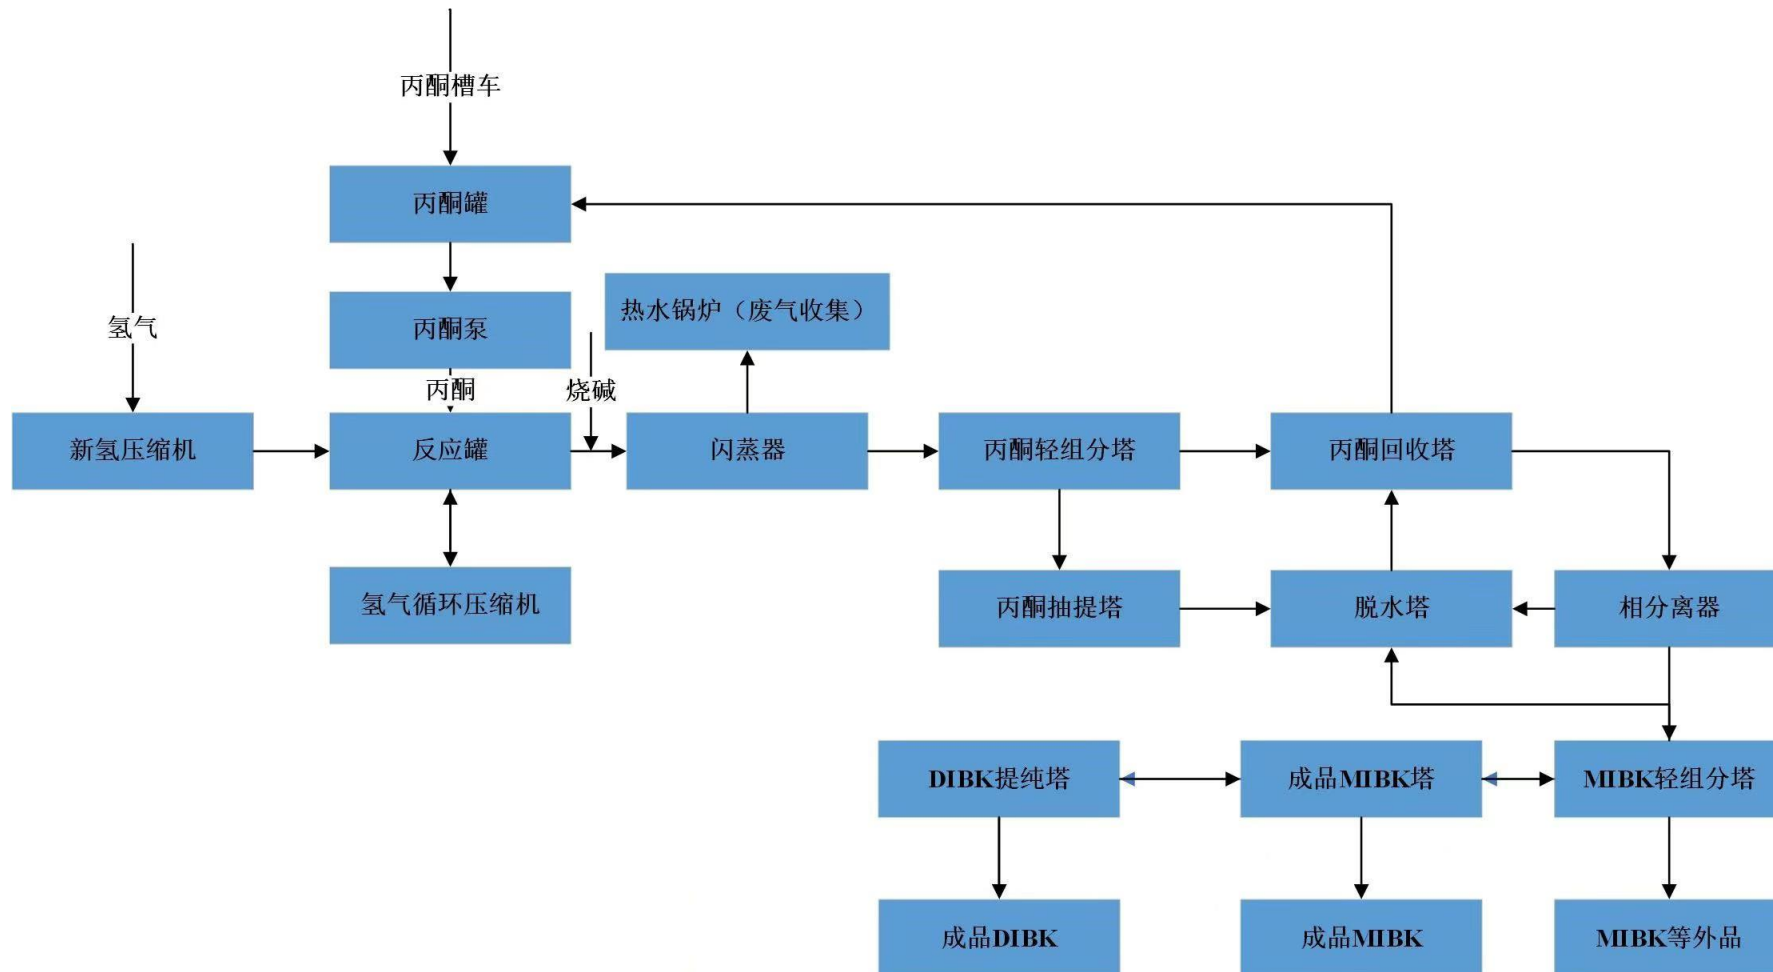 丙酮槽车
丙酮罐
氢气
丙酮泵
热水锅炉（废气收集）
丙酮
烧碱
新氢压缩机
反应罐
闪蒸器
丙酮轻组分塔
丙酮回收塔
氢气循环压缩机
丙酮抽提塔
脱水塔
相分离器
DIBK提纯塔
成品MIBK塔
MIBK轻组分塔
成品DIBK
成品MIBK
MIBK等外品